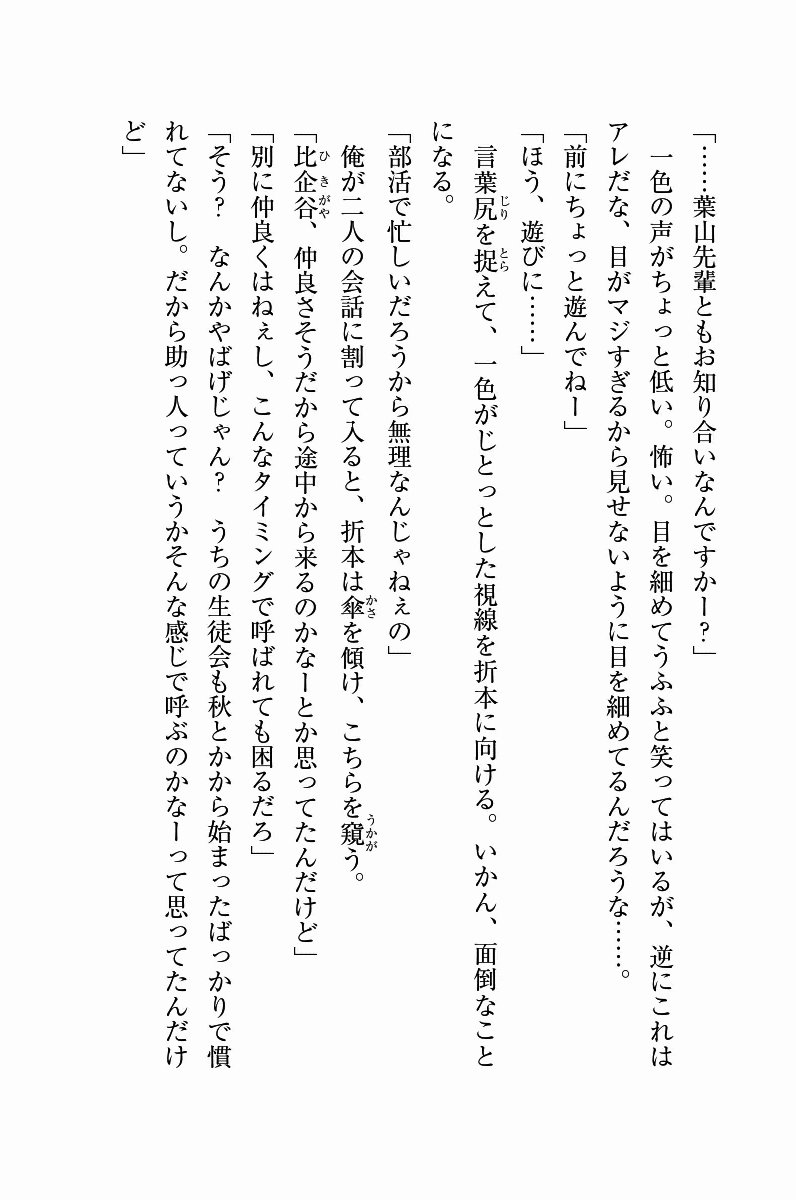 「……葉山先輩ともお知り合いなんですかー？」
　一色の声がちょっと低い。怖い。目を細めてうふふと笑ってはいるが、逆にこれは
アレだな、目がマジすぎるから見せないように目を細めてるんだろうな……。
「前にちょっと遊んでねー」
「ほう、遊びに……」
　言葉尻を捉えて、一色がじとっとした視線を折本に向ける。いかん、面倒なこと
になる。
「部活で忙しいだろうから無理なんじゃねぇの」
　俺が二人の会話に割って入ると、折本は傘を傾け、こちらを窺う。
「比企谷、仲良さそうだから途中から来るのかなーとか思ってたんだけど」
「別に仲良くはねぇし、こんなタイミングで呼ばれても困るだろ」
「そう？　なんかやばげじゃん？　うちの生徒会も秋とかから始まったばっかりで慣
れてないし。だから助っ人っていうかそんな感じで呼ぶのかなーって思ってたんだけ
ど」